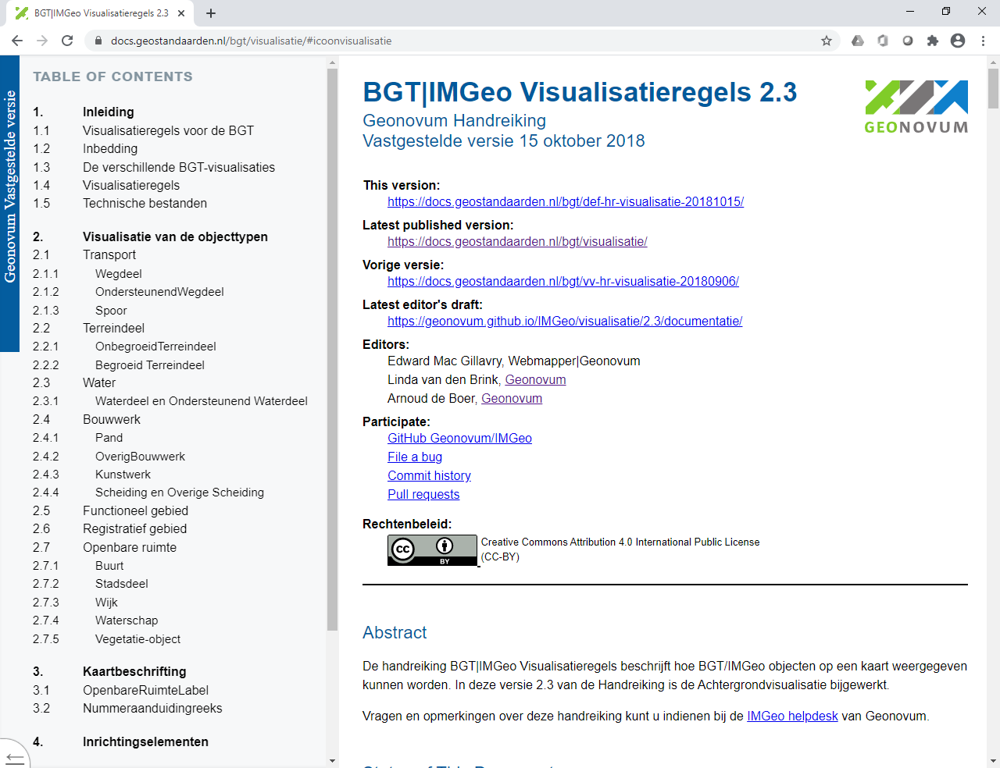 BGT|IMGeo Visualisatieregels 2.3
docs.geostandaarden.nl/bgt/visualisatie/#icoonvisualisatie
Geonovum Vastgestelde versie
TABLE OF CONTENTS
1. Inleiding
1.1 Visualisatieregels voor de BGT
1.2 Inbedding
1.3 De verschillende BGT-visualisaties
1.4 Visualisatieregels
1.5 Technische bestanden
2. Visualisatie van de objecttypen
2.1 Transport
2.1.1 Wegdeel
2.1.2 OndersteunendWegdeel
2.1.3 Spoor
2.2 Terreindeel
2.2.1 OnbegroeidTerreindeel
2.2.2 Begroeid Terreindeel
2.3 Water
2.3.1 Waterdeel en Ondersteunend Waterdeel
2.4 Bouwwerk
2.4.1 Pand
2.4.2 OverigBouwwerk
2.4.3 Kunstwerk
2.4.4 Scheiding en Overige Scheiding
2.5 Functioneel gebied
2.6 Registratief gebied
2.7 Openbare ruimte
2.7.1 Buurt
2.7.2 Stadsdeel
2.7.3 Wijk
2.7.4 Waterschap
2.7.5 Vegetatie-object
3. Kaartbeschrifting
3.1 OpenbareRuimteLabel
3.2 Nummeraanduidingreeks
4. Inrichtingselementen
BGT|IMGeo Visualisatieregels 2.3
GEONOVUM
Geonovum Handreiking
Vastgestelde versie 15 oktober 2018
This version:
https://docs.geostandaarden.nl/bgt/def-hr-visualisatie-20181015/
Latest published version:
https://docs.geostandaarden.nl/bgt/visualisatie/
Vorige versie:
https://docs.geostandaarden.nl/bgt/vv-hr-visualisatie-20180906/
Latest editor's draft:
https://geonovum.github.io/IMGeo/visualisatie/2.3/documentatie/
Editors:
Edward Mac Gillavry, Webmapper|Geonovum
Linda van den Brink, Geonovum
Arnoud de Boer, Geonovum
Participate:
GitHub Geonovum/IMGeo
File a bug
Commit history
Pull requests
Rechtenbeleid:
cc BY
Creative Commons Attribution 4.0 International Public License
(CC-BY)
Abstract
De handreiking BGT|IMGeo Visualisatieregels beschrijft hoe BGT/IMGeo objecten op een kaart weergegeven
kunnen worden. In deze versie 2.3 van de Handreiking is de Achtergrondvisualisatie bijgewerkt.
Vragen en opmerkingen over deze handreiking kunt u indienen bij de IMGeo helpdesk van Geonovum.